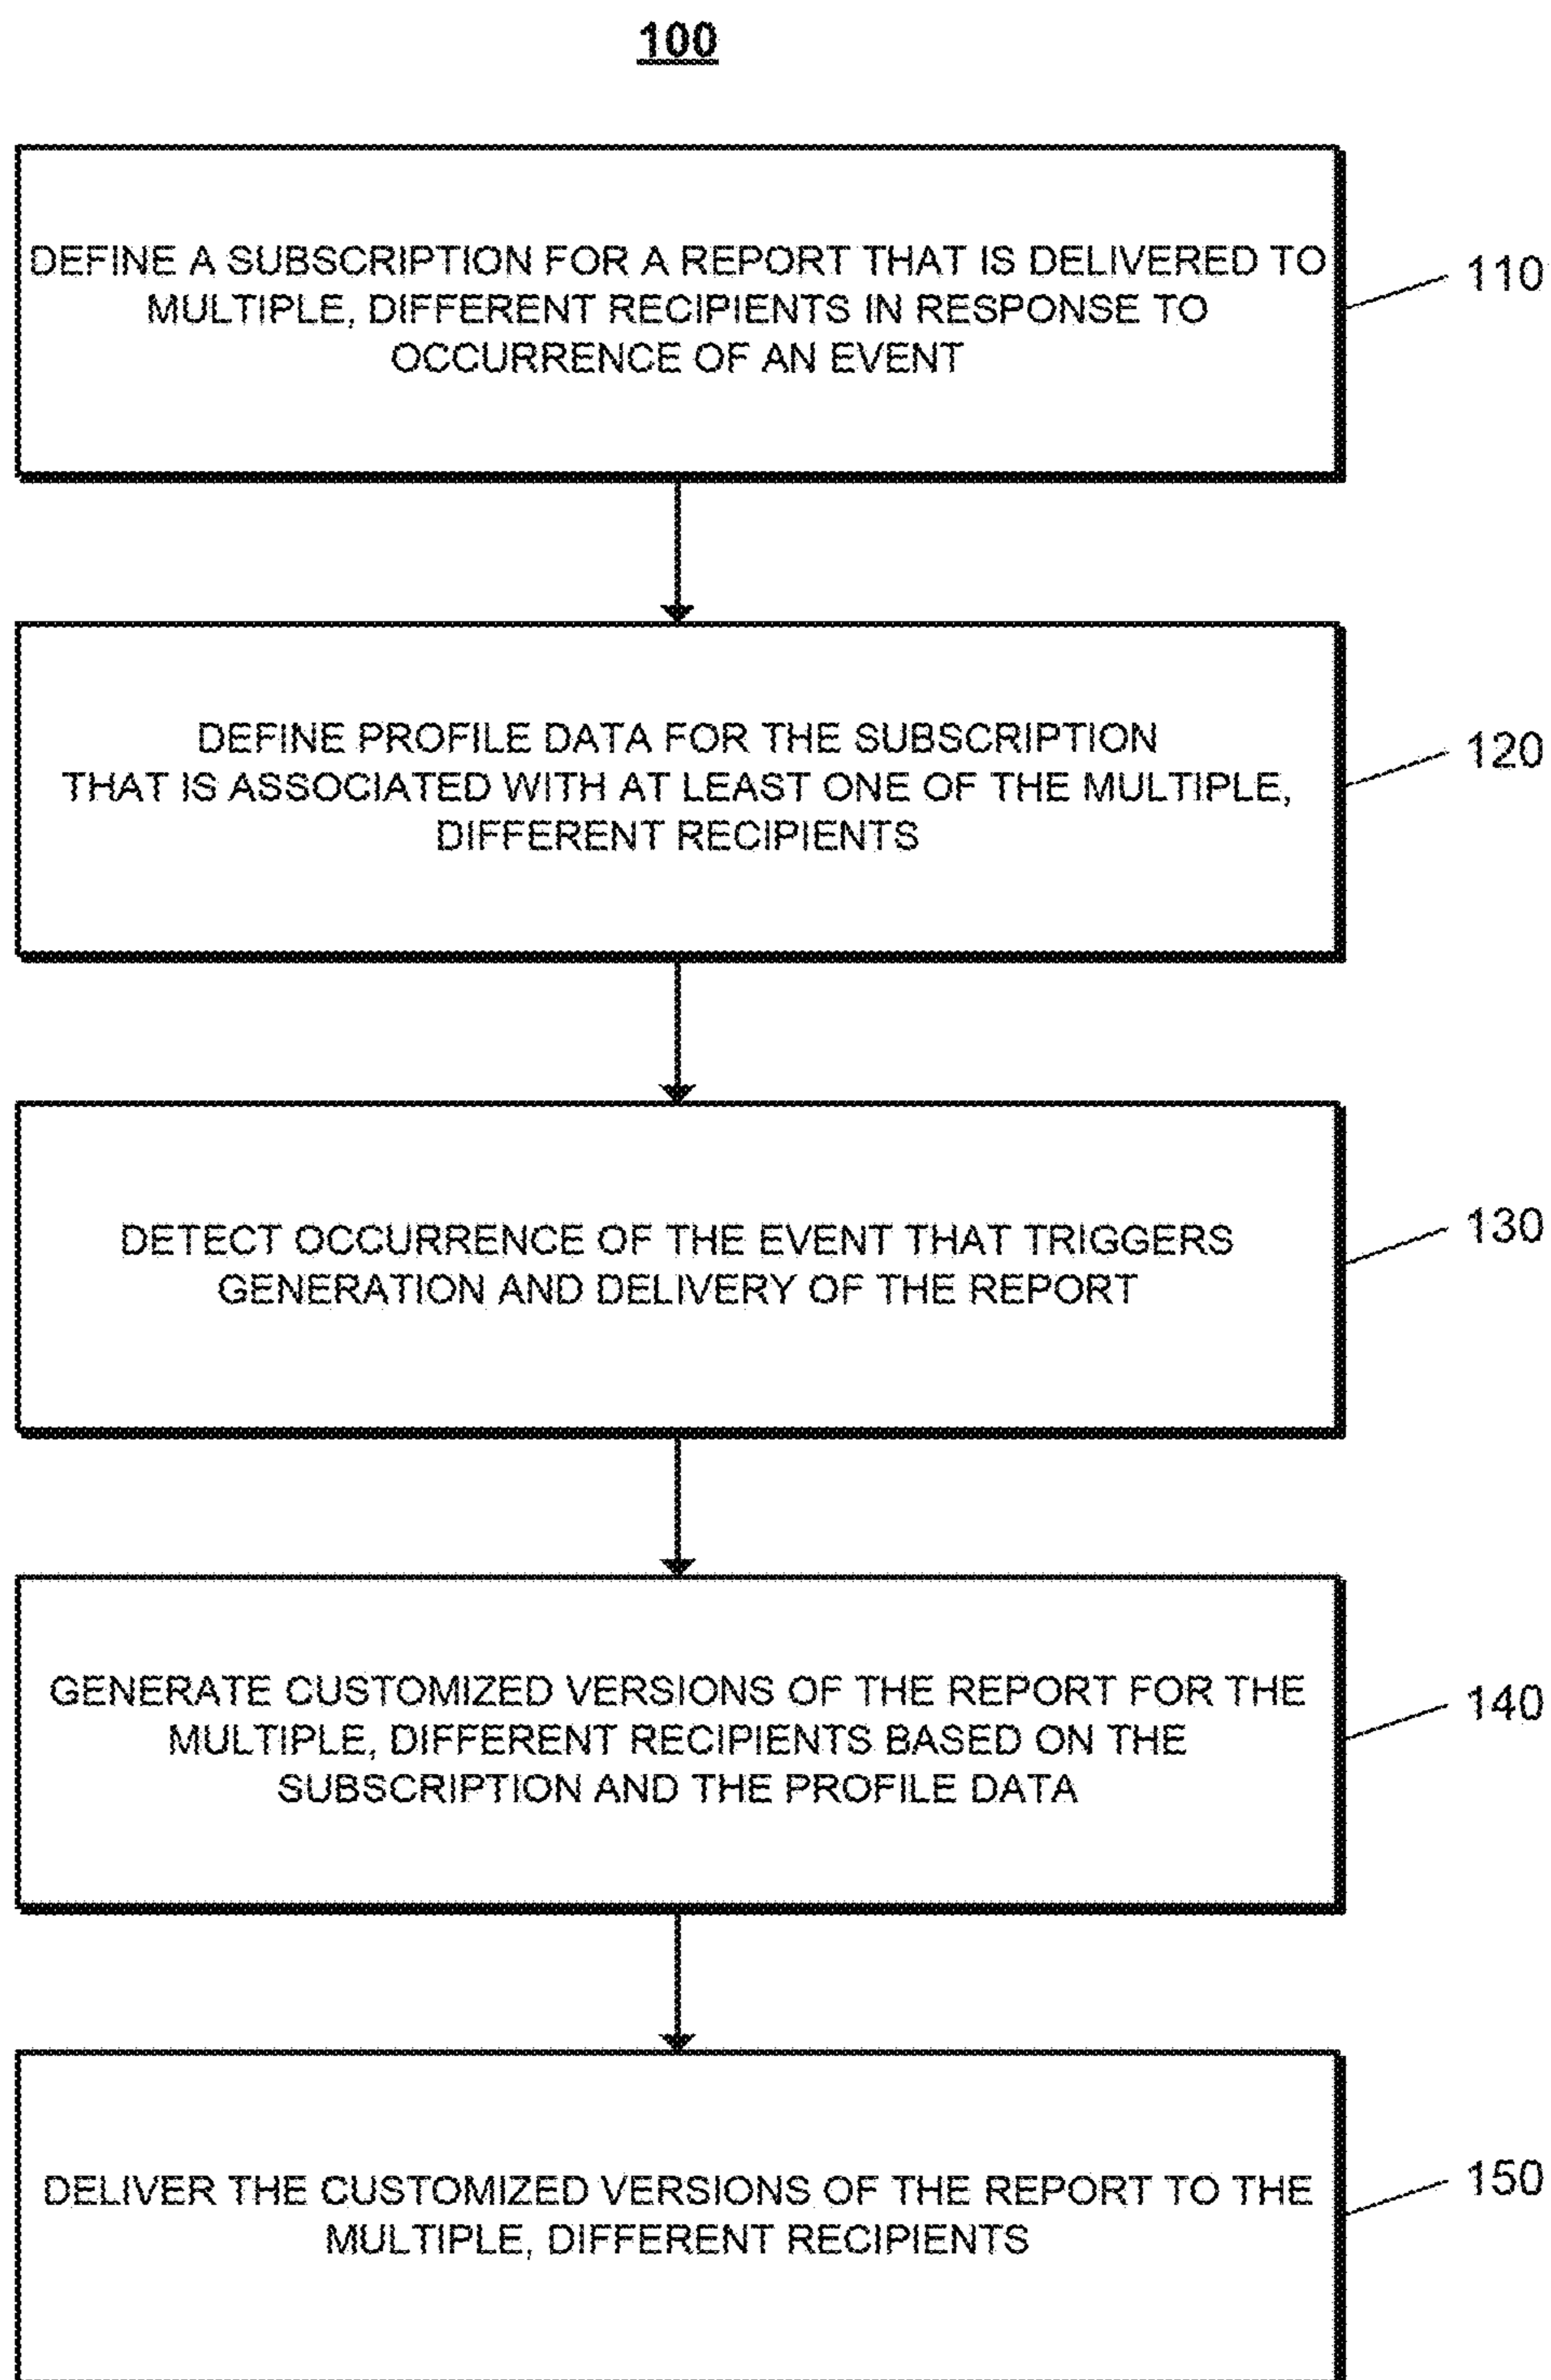 100
DEFINE A SUBSCRIPTION FOR A REPORT THAT IS DELIVERED TO
MULTIPLE, DIFFERENT RECIPIENTS IN RESPONSE TO
OCCURRENCE OF AN EVENT
110
DEFINE PROFILE DATA FOR THE SUBSCRIPTION
THAT IS ASSOCIATED WITH AT LEAST ONE OF THE MULTIPLE,
DIFFERENT RECIPIENTS
120
DETECT OCCURRENCE OF THE EVENT THAT TRIGGERS
GENERATION AND DELIVERY OF THE REPORT
130
GENERATE CUSTOMIZED VERSIONS OF THE REPORT FOR THE
MULTIPLE, DIFFERENT RECIPIENTS BASED ON THE
SUBSCRIPTION AND THE PROFILE DATA
140
DELIVER THE CUSTOMIZED VERSIONS OF THE REPORT TO THE
MULTIPLE, DIFFERENT RECIPIENTS
150